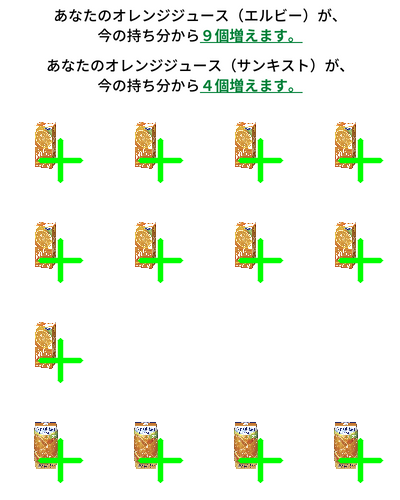 あなたのオレンジジュース（エルビー）が、
今の持ち分から９個増えます。
あなたのオレンジジュース（サンキスト）が、
今の持ち分から４個増えます。